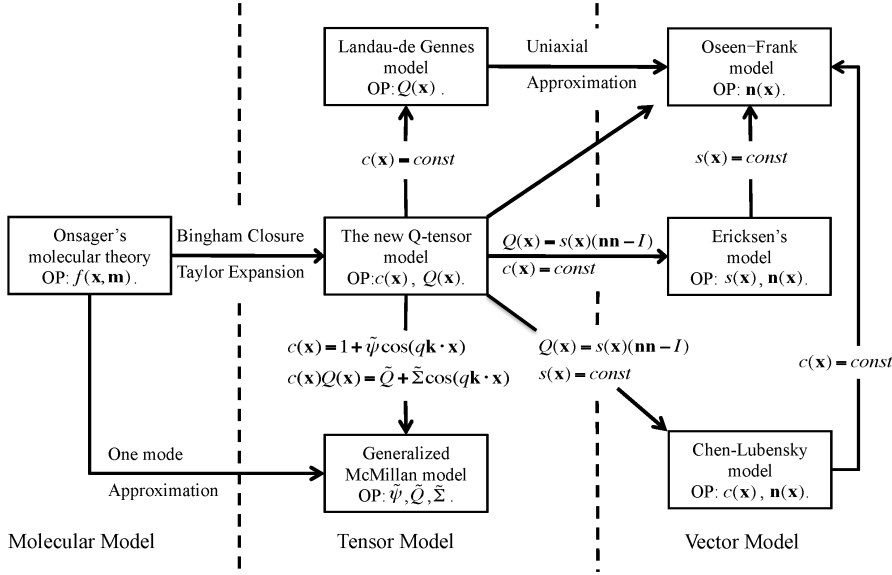 Landau-de Gennes
model
OP: Q(x) .
Uniaxial
Approximation
Oseen−Frank
model
OP: n(x).
c(x) = const
s(x) = const
Onsager's
molecular theory
OP: f(x, m) .
Bingham Closure
Taylor Expansion
The new Q-tensor
model
OP:c(x) , Q(x).
Q(x) = s(x)(nn − I)
c(x) = const
Ericksen's
model
OP: s(x), n(x).
c(x) = 1 + ψ̃ cos(qk · x)
c(x)Q(x) = Q̃ + Σ̃ cos(qk · x)
Q(x) = s(x)(nn − I)
s(x) = const
c(x) = const
One mode
Approximation
Generalized
McMillan model
OP: ψ̃ , Q̃ , Σ̃ .
Chen-Lubensky
model
OP: c(x) , n(x).
Molecular Model
Tensor Model
Vector Model